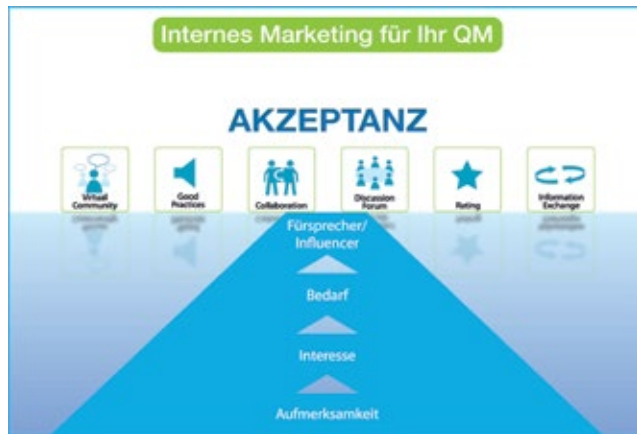 Internes Marketing für Ihr QM
AKZEPTANZ
Virtual
Community
Good
Practices
Collaboration
Discussion
Forum
Rating
Information
Exchange
Fürsprecher/
Influencer
Bedarf
Interesse
Aufmerksamkeit